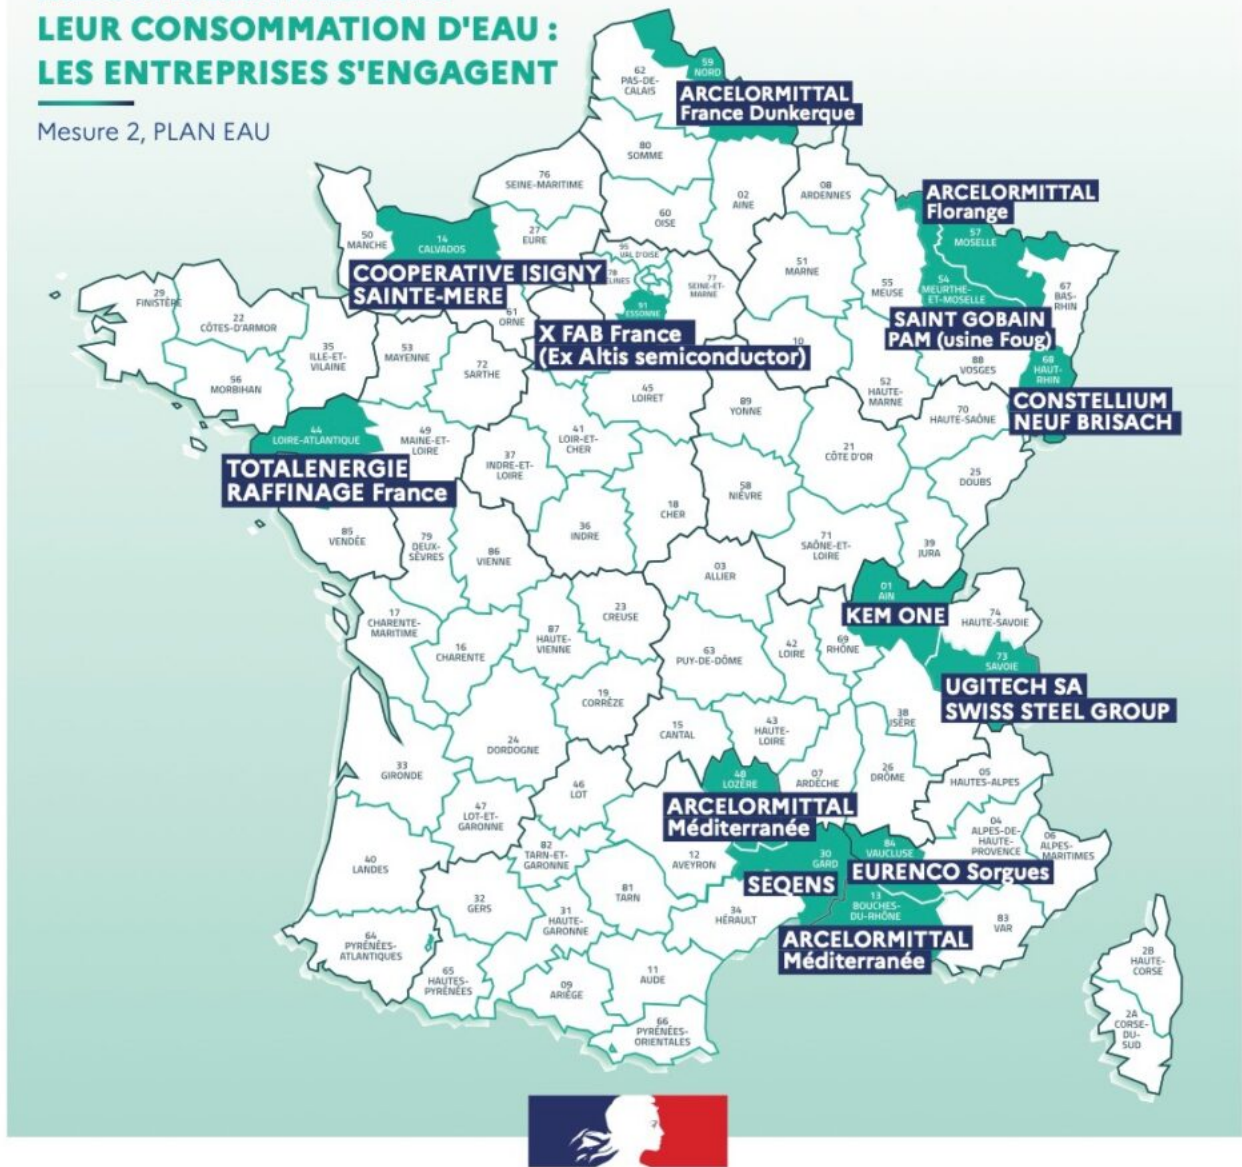 LEUR CONSOMMATION D'EAU :
LES ENTREPRISES S'ENGAGENT
Mesure 2, PLAN EAU
59
NORD
62
PAS-DE-
CALAIS
ARCELORMITTAL
France Dunkerque
80
SOMME
76
SEINE-MARITIME
02
AINE
08
ARDENNES
60
OISE
ARCELORMITTAL
Florange
57
MOSELLE
50
MANCHE
14
CALVADOS
27
EURE
95
VAL D'OISE
78
ELINES
77
SEINE-ET-
MARNE
91
ESSONNE
51
MARNE
55
MEUSE
54
MEURTHE-
ET-MOSELLE
67
BAS-
RHIN
COOPERATIVE ISIGNY
SAINTE-MERE
61
ORNE
X FAB France
(Ex Altis semiconductor)
10
SAINT GOBAIN
PAM (usine Foug)
88
VOSGES
68
HAUT-
RHIN
29
FINISTÈRE
22
CÔTES-D'ARMOR
35
ILLE-ET-
VILAINE
53
MAYENNE
72
SARTHE
56
MORBIHAN
45
LOIRET
89
YONNE
52
HAUTE-
MARNE
70
HAUTE-SAÔNE
CONSTELLIUM
NEUF BRISACH
44
LOIRE-ATLANTIQUE
49
MAINE-ET-
LOIRE
41
LOIR-ET-
CHER
37
INDRE-ET-
LOIRE
21
CÔTE D'OR
25
DOUBS
TOTALENERGIE
RAFFINAGE France
58
NIÈVRE
18
CHER
36
INDRE
85
VENDÉE
79
DEUX-
SÈVRES
86
VIENNE
71
SAÔNE-ET-
LOIRE
39
JURA
03
ALLIER
01
AIN
KEM ONE
74
HAUTE-SAVOIE
17
CHARENTE-
MARITIME
16
CHARENTE
87
HAUTE-
VIENNE
23
CREUSE
63
PUY-DE-DÔME
42
LOIRE
69
RHÔNE
73
SAVOIE
UGITECH SA
SWISS STEEL GROUP
19
CORRÈZE
15
CANTAL
43
HAUTE-
LOIRE
38
ISÈRE
24
DORDOGNE
33
GIRONDE
46
LOT
48
LOZÈRE
07
ARDÈCHE
26
DRÔME
05
HAUTES-ALPES
47
LOT-ET-
GARONNE
ARCELORMITTAL
Méditerranée
04
ALPES-DE-
HAUTE-
PROVENCE
06
ALPES-
MARITIMES
40
LANDES
82
TARN-ET-
GARONNE
12
AVEYRON
30
GARD
84
VAUCLUSE
SEQENS
EURENCO Sorgues
32
GERS
81
TARN
31
HAUTE-
GARONNE
34
HÉRAULT
13
BOUCHES-
DU-RHÔNE
83
VAR
ARCELORMITTAL
Méditerranée
64
PYRÉNÉES-
ATLANTIQUES
65
HAUTES-
PYRÉNÉES
09
ARIÈGE
11
AUDE
66
PYRÉNÉES-
ORIENTALES
2B
HAUTE-
CORSE
2A
CORSE-
DU-
SUD